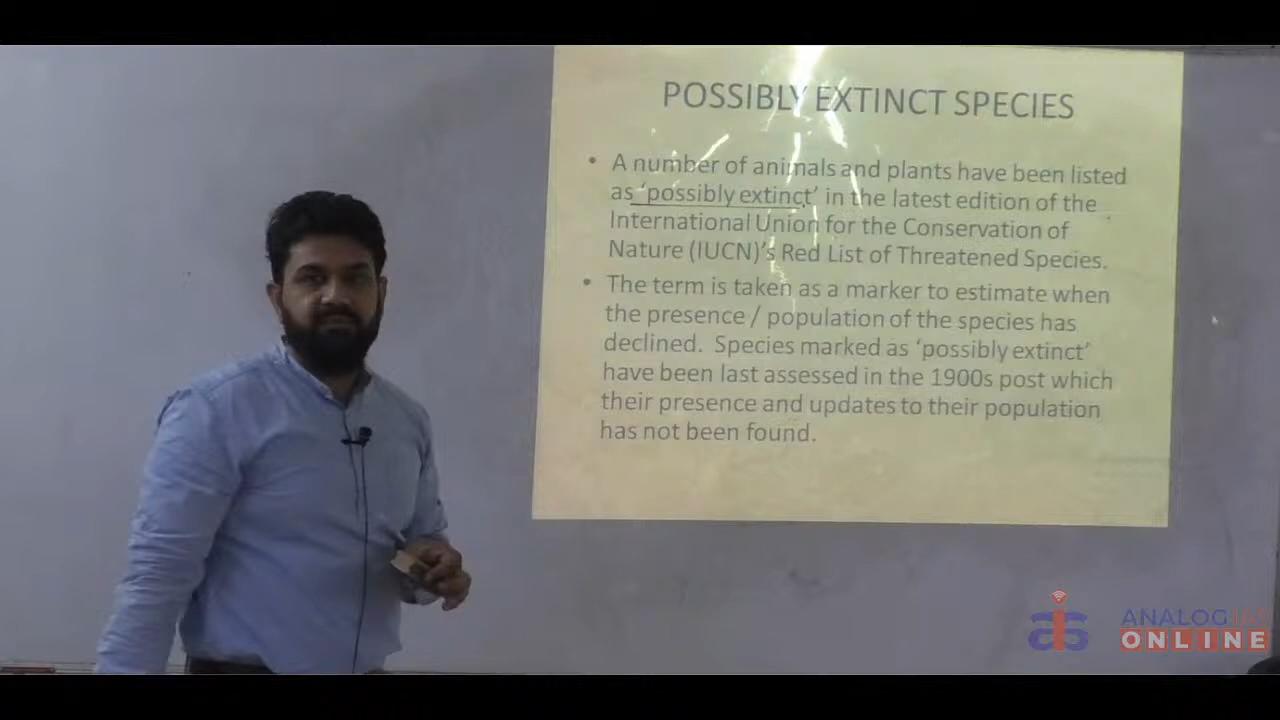 POSSIBLY EXTINCT SPECIES
• A number of animals and plants have been listed
as 'possibly extinct' in the latest edition of the
International Union for the Conservation of
Nature (IUCN)'s Red List of Threatened Species.
• The term is taken as a marker to estimate when
the presence / population of the species has
declined. Species marked as 'possibly extinct'
have been last assessed in the 1900s post which
their presence and updates to their population
has not been found.
ais
ANALOG IAS
ONLINE